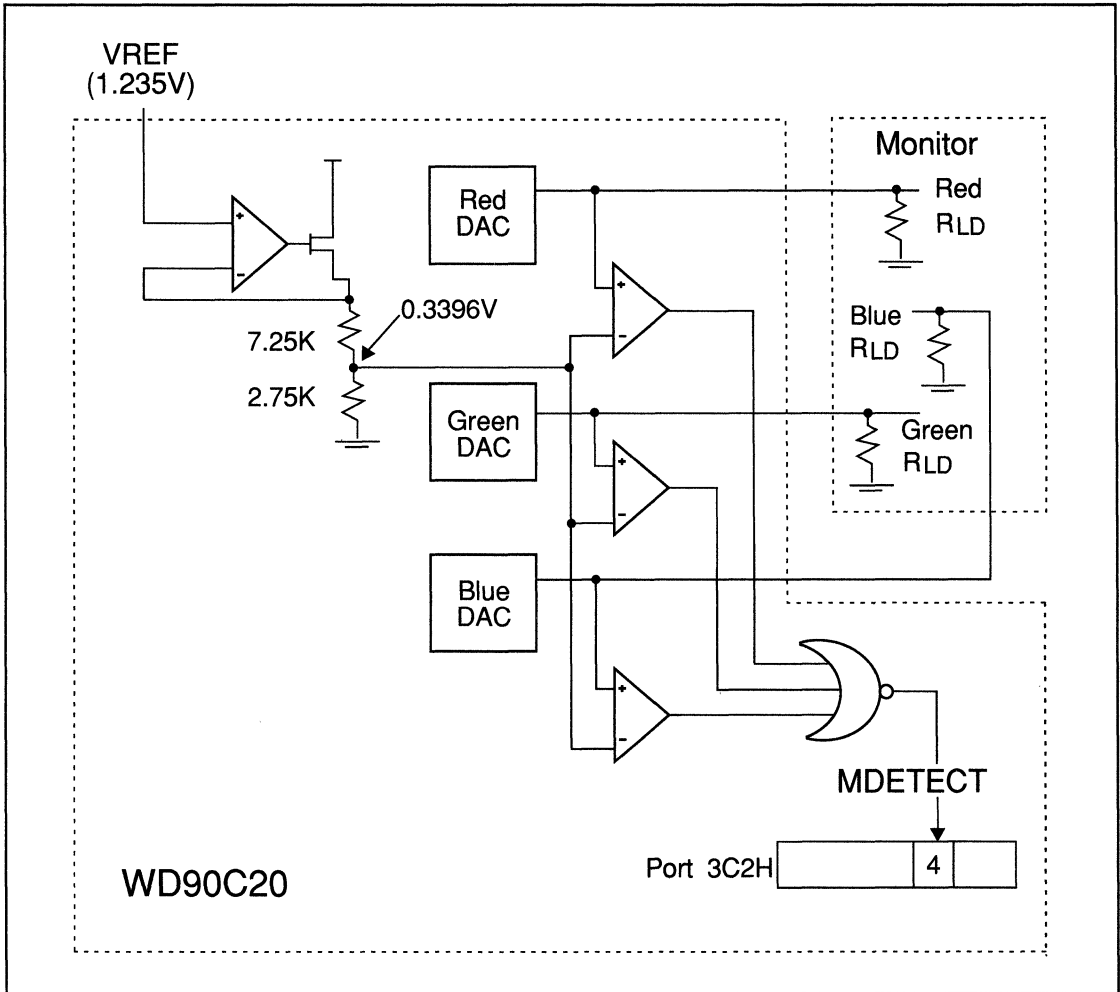 VREF
(1.235V)
Monitor
Red
DAC
+
-
Red
RLD
0.3396V
7.25K
2.75K
+
-
Blue
RLD
Green
DAC
Green
RLD
+
-
Blue
DAC
+
-
MDETECT
Port 3C2H
4
WD90C20